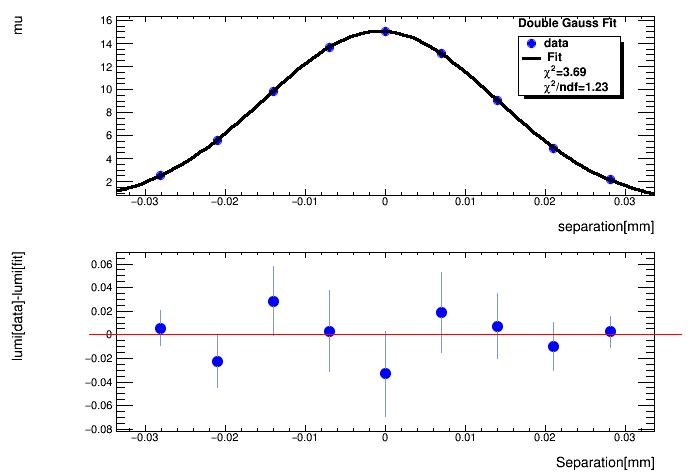 mu
Double Gauss Fit
data
Fit
χ²=3.69
χ²/ndf=1.23
16
14
12
10
8
6
4
2
−0.03 −0.02 −0.01 0 0.01 0.02 0.03
separation[mm]
lumi[data]-lumi[fit]
0.06
0.04
0.02
0
−0.02
−0.04
−0.06
−0.08
−0.03 −0.02 −0.01 0 0.01 0.02 0.03
Separation[mm]